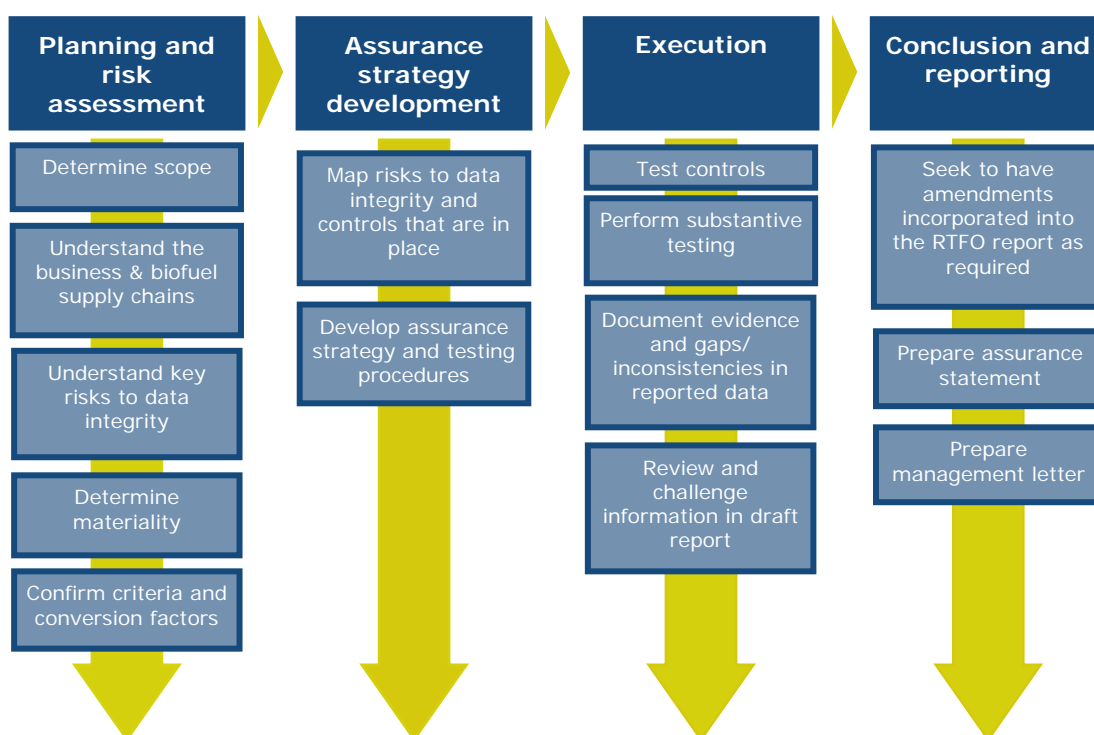 Planning and
risk
assessment
Determine scope
Understand the
business & biofuel
supply chains
Understand key
risks to data
integrity
Determine
materiality
Confirm criteria and
conversion factors
Assurance
strategy
development
Map risks to data
integrity and
controls that are in
place
Develop assurance
strategy and testing
procedures
Execution
Test controls
Perform substantive
testing
Document evidence
and gaps/
inconsistencies in
reported data
Review and
challenge
information in draft
report
Conclusion and
reporting
Seek to have
amendments
incorporated into
the RTFO report as
required
Prepare assurance
statement
Prepare
management letter